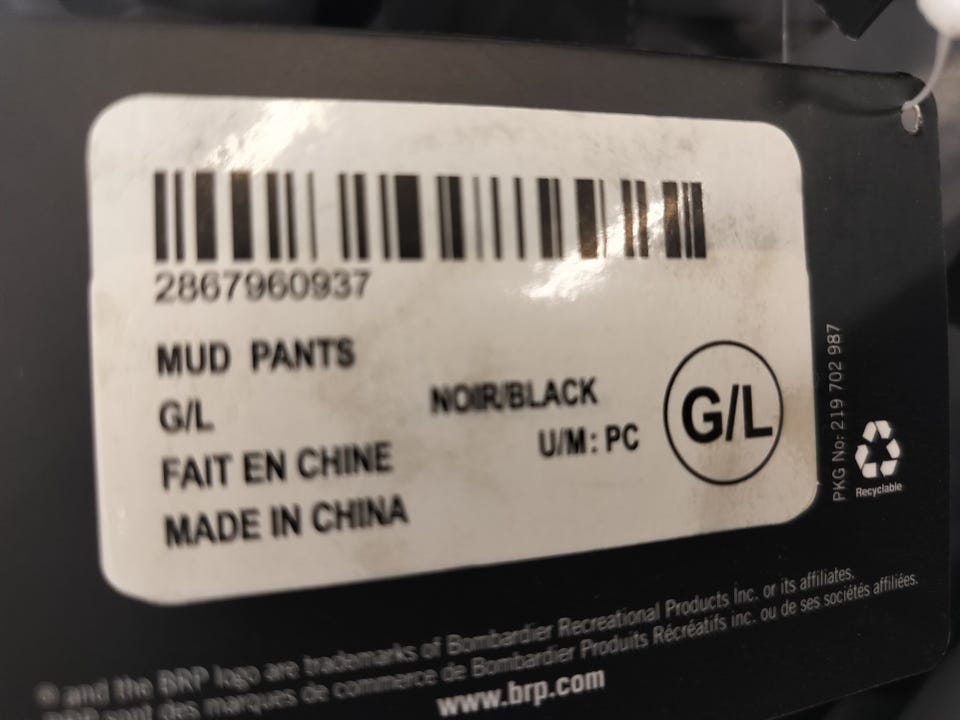 2867960937
MUD PANTS
G/L NOIR/BLACK
U/M: PC
G/L
FAIT EN CHINE
MADE IN CHINA
PKG No: 219 702 987
Recyclable
® and the BRP logo are trademarks of Bombardier Recreational Products Inc. or its affiliates.
BRP sont des marques de commerce de Bombardier Produits Récréatifs inc. ou de ses sociétés affiliées.
www.brp.com